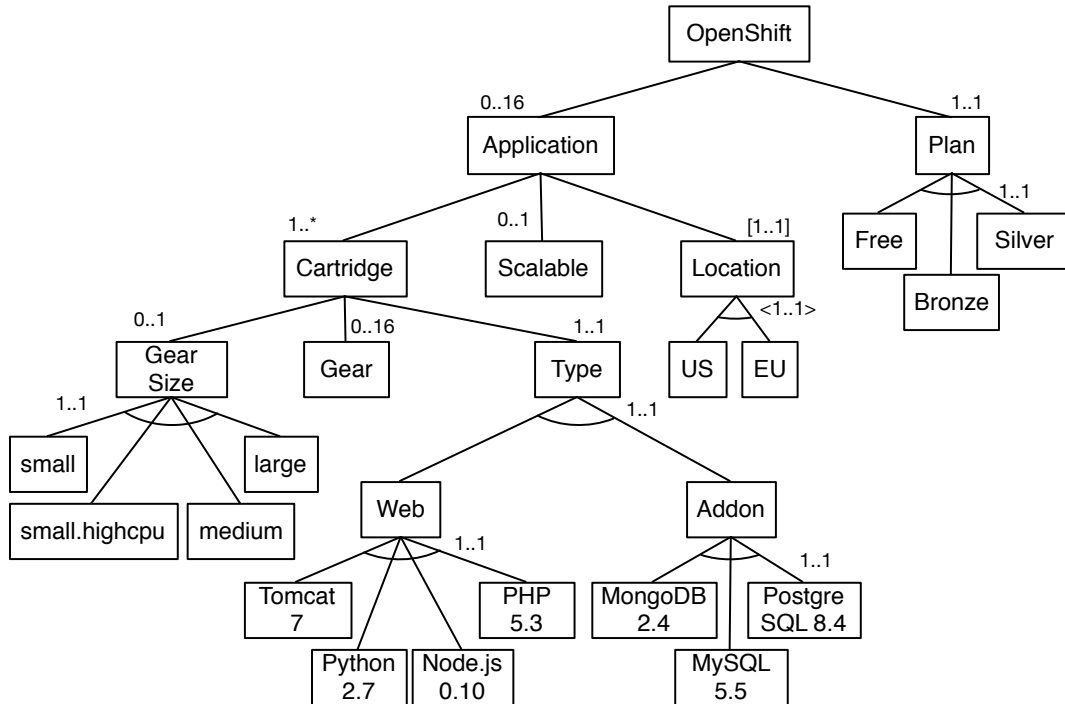 OpenShift
0..16
1..1
Application
Plan
1..*
0..1
[1..1]
1..1
Cartridge
Scalable
Location
Free
Silver
Bronze
0..1
0..16
1..1
<1..1>
Gear
Size
Gear
Type
US
EU
1..1
1..1
small
large
small.highcpu
medium
Web
Addon
1..1
1..1
Tomcat
7
PHP
5.3
MongoDB
2.4
Postgre
SQL 8.4
Python
2.7
Node.js
0.10
MySQL
5.5